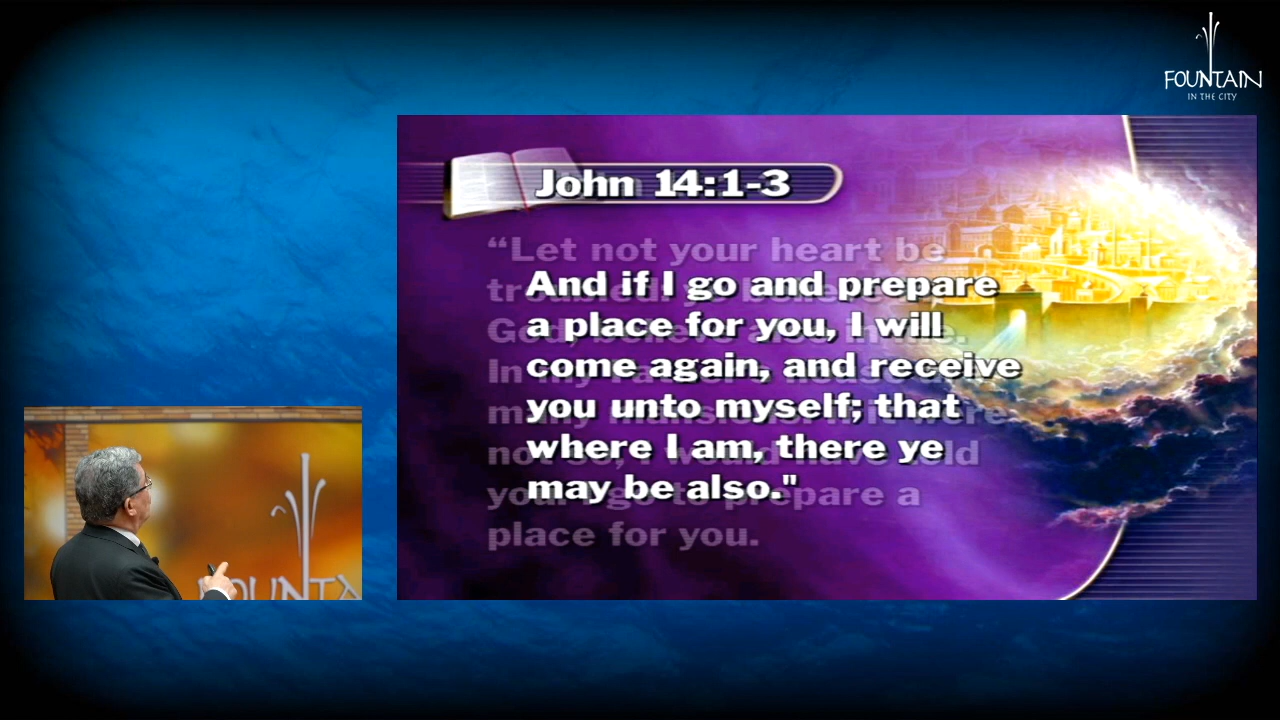 FOUNTAIN
IN THE CITY
John 14:1-3
“Let not your heart be
And if I go and prepare
a place for you, I will
come again, and receive
you unto myself; that
where I am, there ye
may be also."
place for you.
FOUNTA